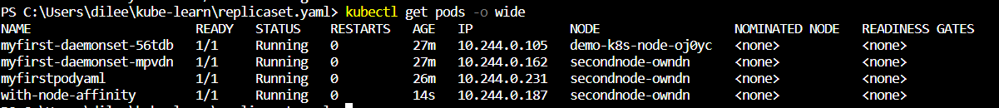 PS C:\Users\dilee\kube-learn\replicaset.yaml> kubectl get pods -o wide
NAME READY STATUS RESTARTS AGE IP NODE NOMINATED NODE READINESS GATES
myfirst-daemonset-56tdb 1/1 Running 0 27m 10.244.0.105 demo-k8s-node-oj0yc <none> <none>
myfirst-daemonset-mpvdn 1/1 Running 0 27m 10.244.0.162 secondnode-owndn <none> <none>
myfirstpodyaml 1/1 Running 0 26m 10.244.0.231 secondnode-owndn <none> <none>
with-node-affinity 1/1 Running 0 14s 10.244.0.187 secondnode-owndn <none> <none>